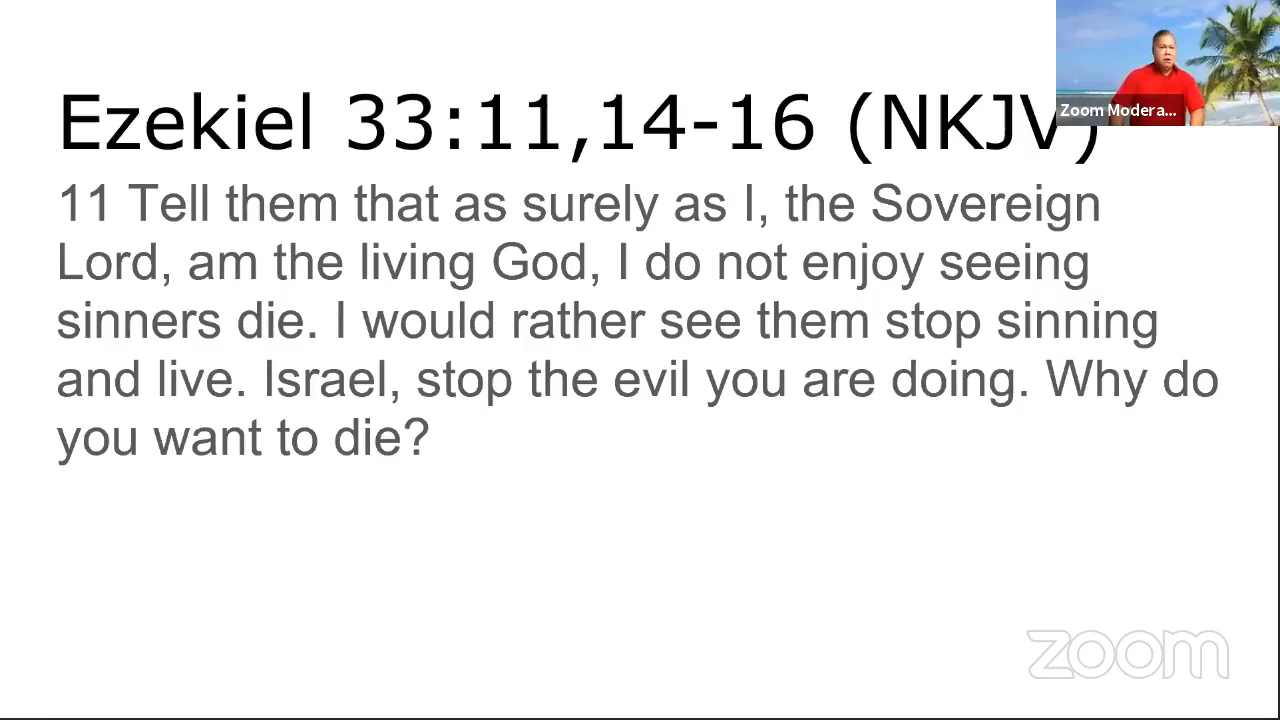 Ezekiel 33:11,14-16 (NKJV)
Zoom Modera...
11 Tell them that as surely as I, the Sovereign
Lord, am the living God, I do not enjoy seeing
sinners die. I would rather see them stop sinning
and live. Israel, stop the evil you are doing. Why do
you want to die?
zoom